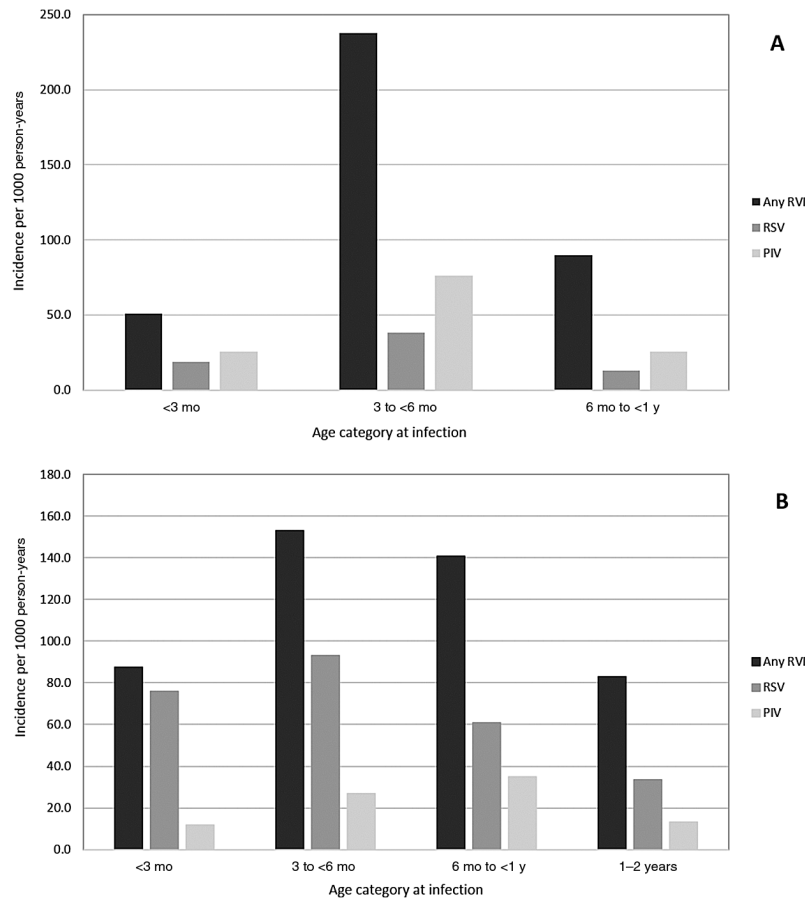 A
250.0
200.0
150.0
100.0
50.0
0.0
Incidence per 1000 person-years
<3 mo
3 to <6 mo
6 mo to <1 y
Age category at infection
Any RVI
RSV
PIV
B
180.0
160.0
140.0
120.0
100.0
80.0
60.0
40.0
20.0
0.0
Incidence per 1000 person-years
<3 mo
3 to <6 mo
6 mo to <1 y
1–2 years
Age category at infection
Any RVI
RSV
PIV